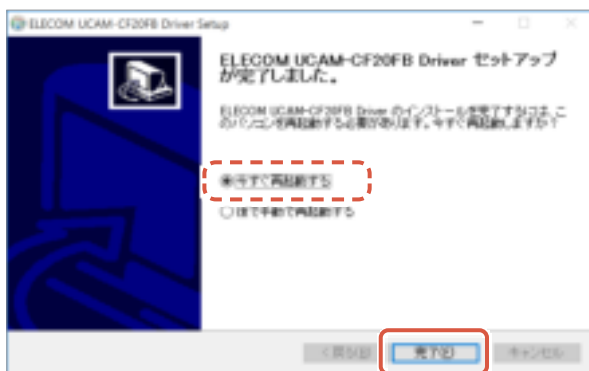 ELECOM UCAM-CF20FB Driver Setup
ELECOM UCAM-CF20FB Driver セットアップ
が完了しました。
ELECOM UCAM-CF20FB Driver のインストールを完了するには、こ
のパソコンを再起動する必要があります。今すぐ再起動しますか？
今すぐ再起動する
後で手動で再起動する
< 戻る(B)
完了(F)
キャンセル